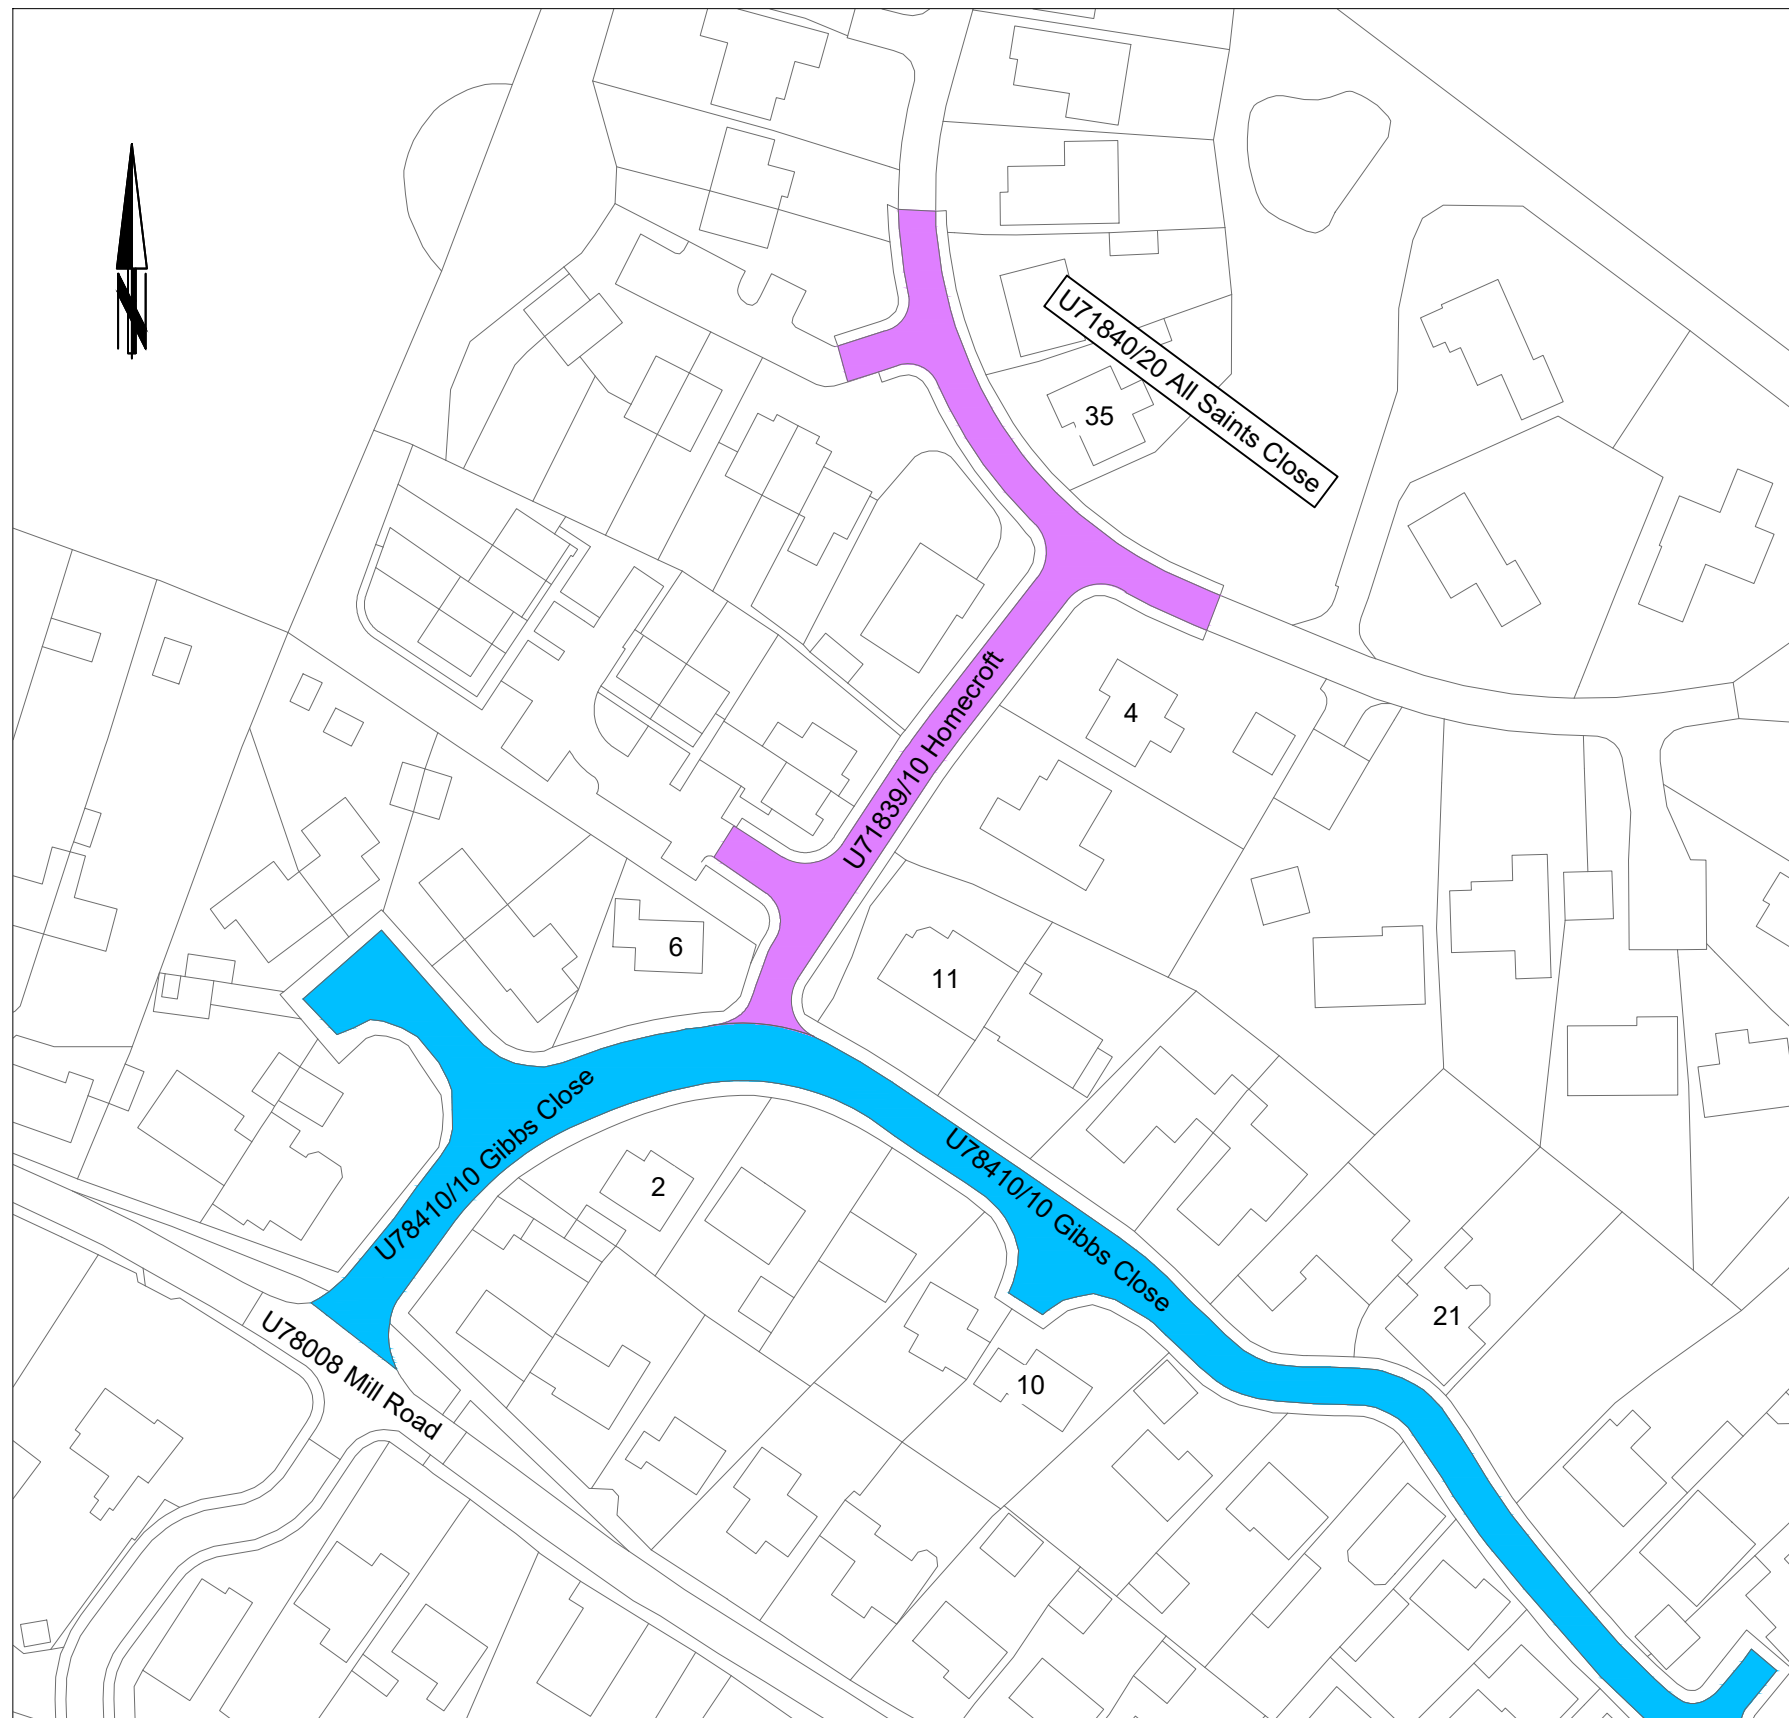 N
U71840/20 All Saints Close
35
4
U71839/10 Homecroft
6
11
U78410/10 Gibbs Close
U78410/10 Gibbs Close
2
21
U78008 Mill Road
10